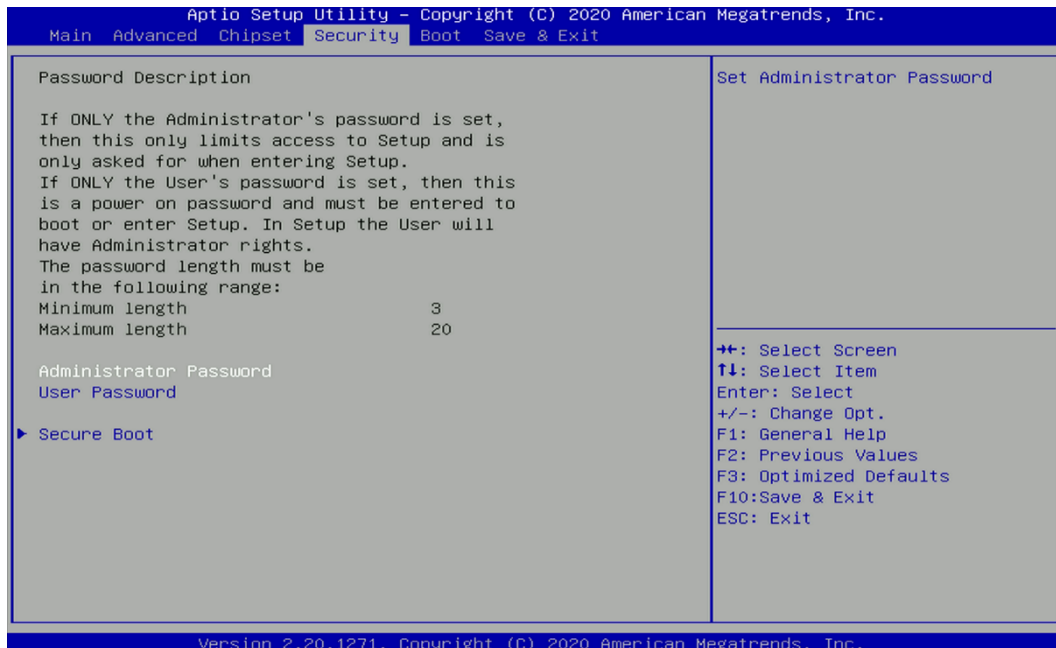 Aptio Setup Utility – Copyright (C) 2020 American Megatrends, Inc.
Main Advanced Chipset Security Boot Save & Exit
Password Description
If ONLY the Administrator's password is set,
then this only limits access to Setup and is
only asked for when entering Setup.
If ONLY the User's password is set, then this
is a power on password and must be entered to
boot or enter Setup. In Setup the User will
have Administrator rights.
The password length must be
in the following range:
Minimum length 3
Maximum length 20
Administrator Password
User Password
Secure Boot
Set Administrator Password
→←: Select Screen
↑↓: Select Item
Enter: Select
+/-: Change Opt.
F1: General Help
F2: Previous Values
F3: Optimized Defaults
F10:Save & Exit
ESC: Exit
Version 2.20.1271. Copyright (C) 2020 American Megatrends, Inc.